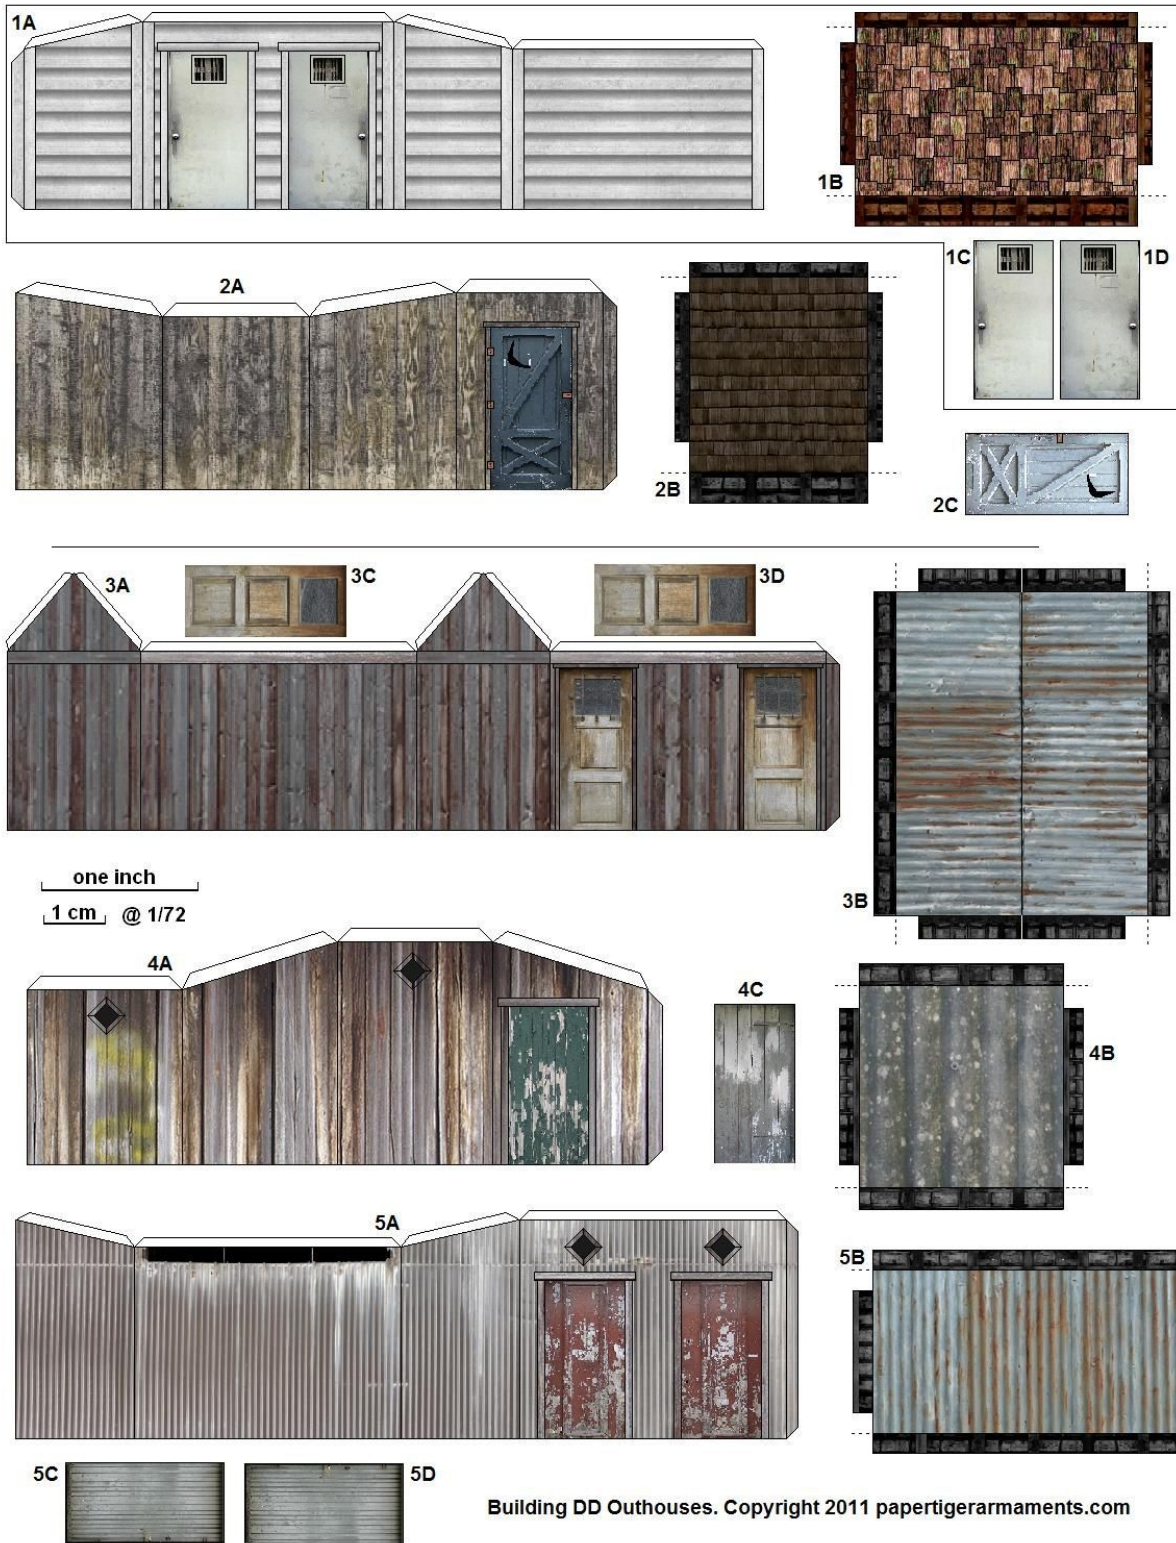 1A
1B
1C
1D
2A
2B
2C
3A
3C
3D
3B
one inch
1 cm @ 1/72
4A
4C
4B
5A
5B
5C
5D
Building DD Outhouses. Copyright 2011 papertigerarmaments.com